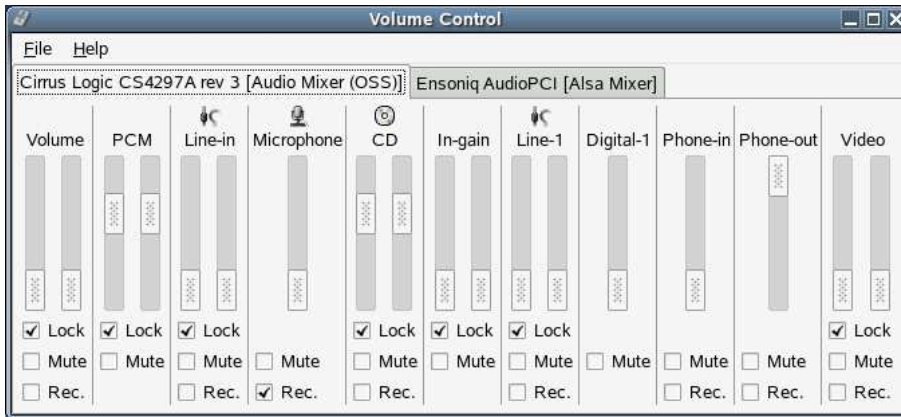 Volume Control
File Help
Cirrus Logic CS4297A rev 3 [Audio Mixer (OSS)] Ensoniq AudioPCI [Alsa Mixer]
Volume PCM Line-in Microphone CD In-gain Line-1 Digital-1 Phone-in Phone-out Video
Lock Lock Lock Lock Lock Lock Lock
Mute Mute Mute Mute Mute Mute Mute Mute Mute Mute Mute
Rec. Rec. Rec. Rec. Rec. Rec. Rec. Rec.